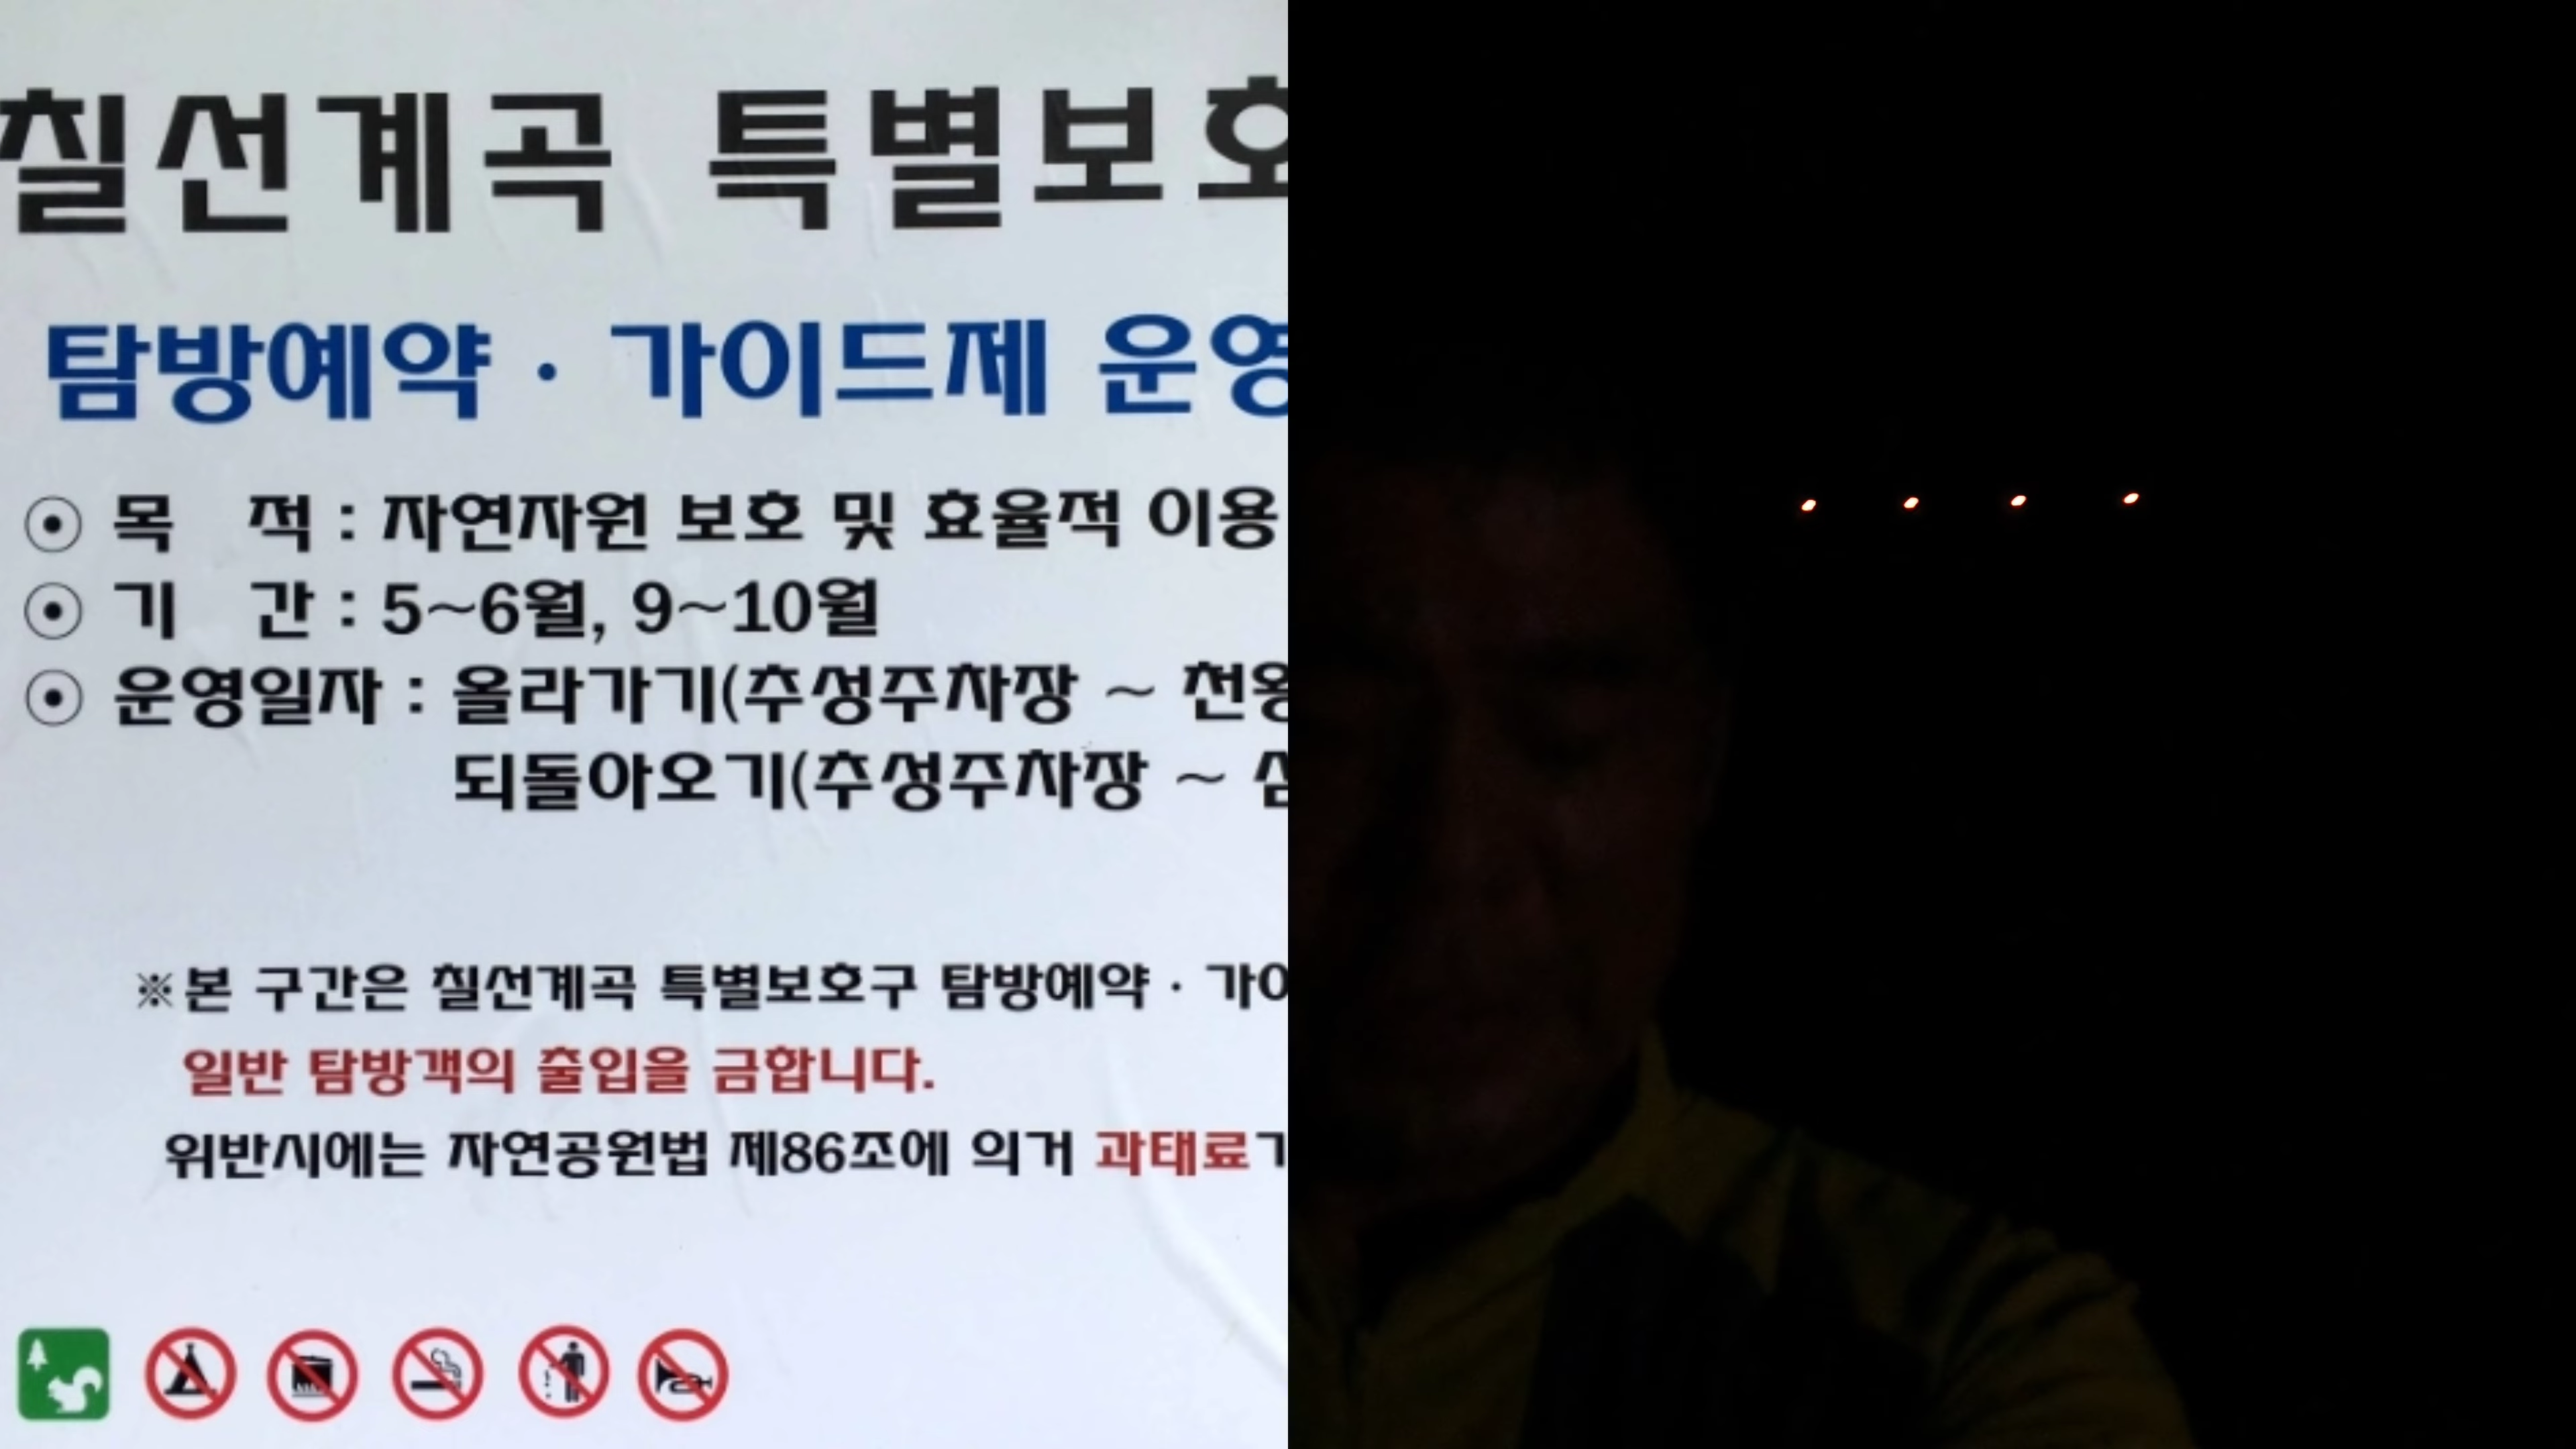 칠선계곡 특별보호
탐방예약 · 가이드제 운영
⊙ 목 적 : 자연자원 보호 및 효율적 이용
⊙ 기 간 : 5~6월, 9~10월
⊙ 운영일자 : 올라가기(추성주차장 ~ 천왕
되돌아오기(추성주차장 ~
※본 구간은 칠선계곡 특별보호구 탐방예약 · 가이
일반 탐방객의 출입을 금합니다.
위반시에는 자연공원법 제86조에 의거 과태료